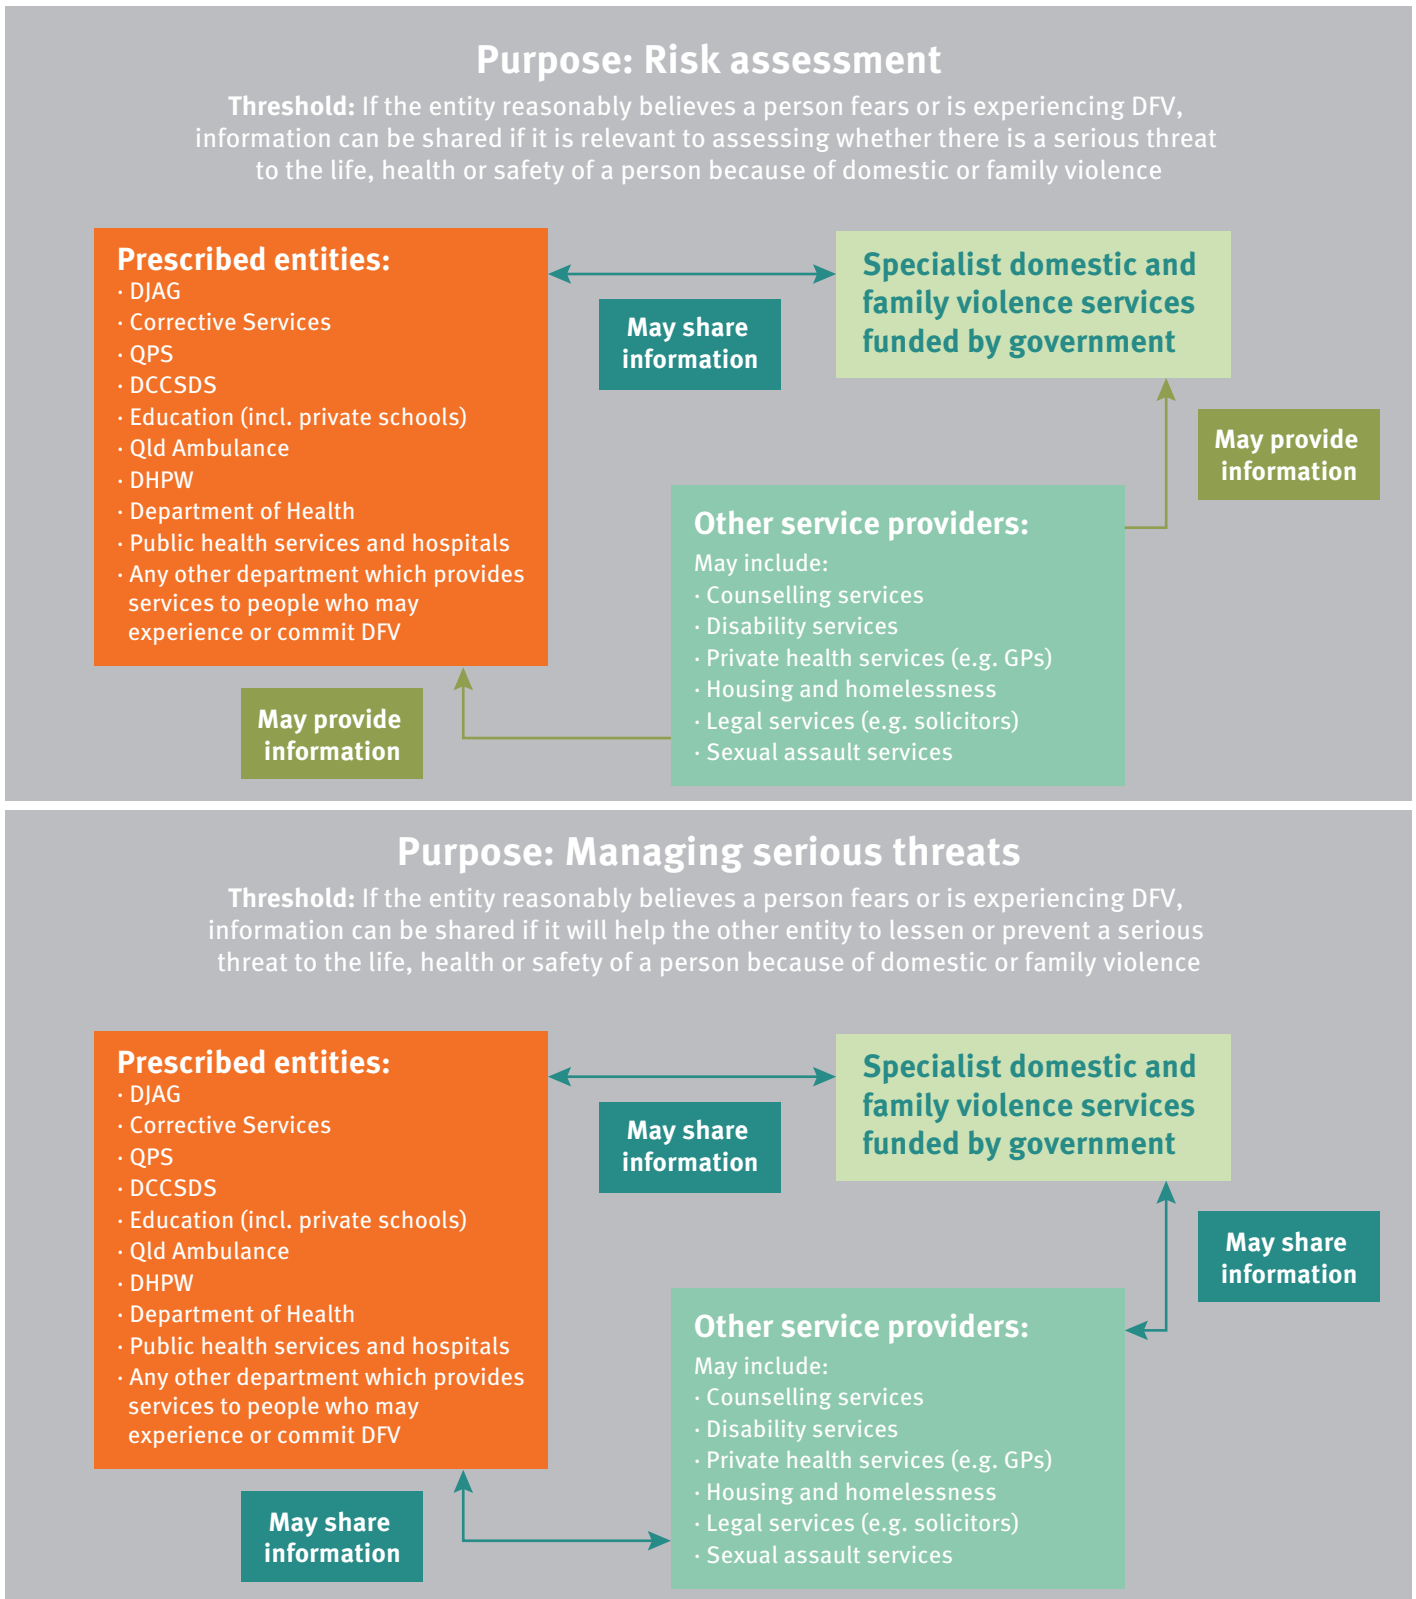 Purpose: Risk assessment
Threshold: If the entity reasonably believes a person fears or is experiencing DFV,
information can be shared if it is relevant to assessing whether there is a serious threat
to the life, health or safety of a person because of domestic or family violence
Prescribed entities:
· DJAG
· Corrective Services
· QPS
· DCCSDS
· Education (incl. private schools)
· Qld Ambulance
· DHPW
· Department of Health
· Public health services and hospitals
· Any other department which provides
services to people who may
experience or commit DFV
May share
information
Specialist domestic and
family violence services
funded by government
May provide
information
Other service providers:
May include:
· Counselling services
· Disability services
· Private health services (e.g. GPs)
· Housing and homelessness
· Legal services (e.g. solicitors)
· Sexual assault services
May provide
information
Purpose: Managing serious threats
Threshold: If the entity reasonably believes a person fears or is experiencing DFV,
information can be shared if it will help the other entity to lessen or prevent a serious
threat to the life, health or safety of a person because of domestic or family violence
Prescribed entities:
· DJAG
· Corrective Services
· QPS
· DCCSDS
· Education (incl. private schools)
· Qld Ambulance
· DHPW
· Department of Health
· Public health services and hospitals
· Any other department which provides
services to people who may
experience or commit DFV
May share
information
Specialist domestic and
family violence services
funded by government
May share
information
Other service providers:
May include:
· Counselling services
· Disability services
· Private health services (e.g. GPs)
· Housing and homelessness
· Legal services (e.g. solicitors)
· Sexual assault services
May share
information